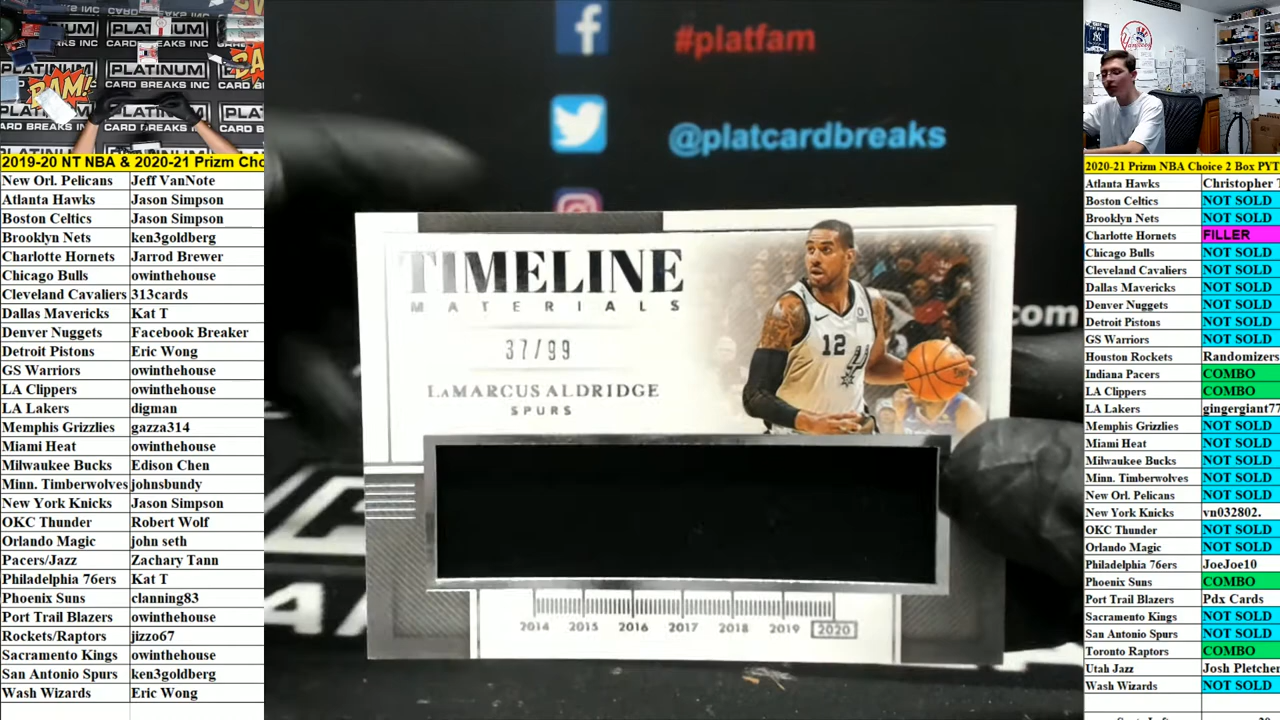 PLATINUM
CARD BREAKS INC
BAM!
2019-20 NT NBA & 2020-21 Prizm Cho
New Orl. Pelicans Jeff VanNote
Atlanta Hawks Jason Simpson
Boston Celtics Jason Simpson
Brooklyn Nets ken3goldberg
Charlotte Hornets Jarrod Brewer
Chicago Bulls owinthehouse
Cleveland Cavaliers 313cards
Dallas Mavericks Kat T
Denver Nuggets Facebook Breaker
Detroit Pistons Eric Wong
GS Warriors owinthehouse
LA Clippers owinthehouse
LA Lakers digman
Memphis Grizzlies gazza314
Miami Heat owinthehouse
Milwaukee Bucks Edison Chen
Minn. Timberwolves johnsbundy
New York Knicks Jason Simpson
OKC Thunder Robert Wolf
Orlando Magic john seth
Pacers/Jazz Zachary Tann
Philadelphia 76ers Kat T
Phoenix Suns clanning83
Port Trail Blazers owinthehouse
Rockets/Raptors jizzo67
Sacramento Kings owinthehouse
San Antonio Spurs ken3goldberg
Wash Wizards Eric Wong
#platfam
@platcardbreaks
com
TIMELINE
MATERIALS
37/99
LAMARCUS ALDRIDGE
SPURS
12
2014 2015 2016 2017 2018 2019 2020
Yankees
2020-21 Prizm NBA Choice 2 Box PYT
Atlanta Hawks Christopher T
Boston Celtics NOT SOLD
Brooklyn Nets NOT SOLD
Charlotte Hornets FILLER
Chicago Bulls NOT SOLD
Cleveland Cavaliers NOT SOLD
Dallas Mavericks NOT SOLD
Denver Nuggets NOT SOLD
Detroit Pistons NOT SOLD
GS Warriors NOT SOLD
Houston Rockets Randomizers
Indiana Pacers COMBO
LA Clippers COMBO
LA Lakers gingergiant77
Memphis Grizzlies NOT SOLD
Miami Heat NOT SOLD
Milwaukee Bucks NOT SOLD
Minn. Timberwolves NOT SOLD
New Orl. Pelicans NOT SOLD
New York Knicks vn032802.
OKC Thunder NOT SOLD
Orlando Magic NOT SOLD
Philadelphia 76ers JoeJoe10
Phoenix Suns COMBO
Port Trail Blazers Pdx Cards
Sacramento Kings NOT SOLD
San Antonio Spurs NOT SOLD
Toronto Raptors COMBO
Utah Jazz Josh Pletcher
Wash Wizards NOT SOLD